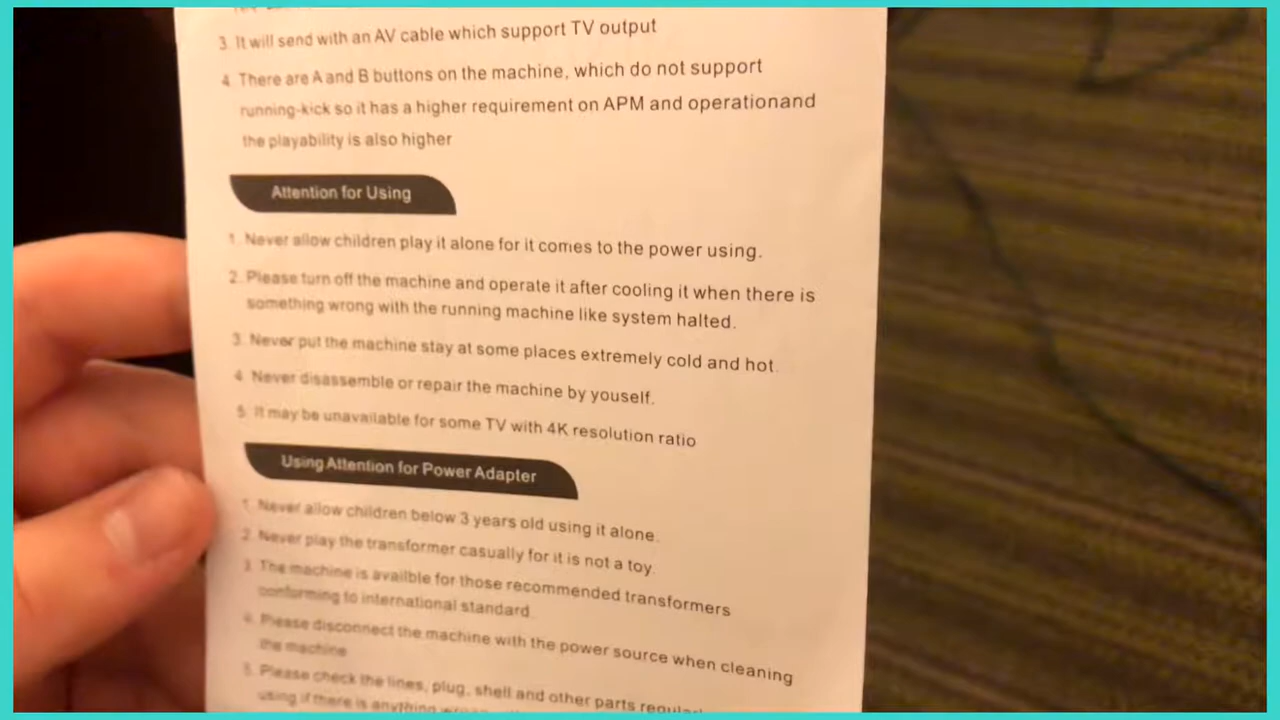 3. It will send with an AV cable which support TV output
4. There are A and B buttons on the machine, which do not support
running-kick so it has a higher requirement on APM and operationand
the playability is also higher
Attention for Using
1. Never allow children play it alone for it comes to the power using.
2. Please turn off the machine and operate it after cooling it when there is
something wrong with the running machine like system halted.
3. Never put the machine stay at some places extremely cold and hot.
4. Never disassemble or repair the machine by youself.
5. It may be unavailable for some TV with 4K resolution ratio
Using Attention for Power Adapter
1. Never allow children below 3 years old using it alone.
2. Never play the transformer casually for it is not a toy.
3. The machine is availble for those recommended transformers
conforming to international standard.
4. Please disconnect the machine with the power source when cleaning
the machine
5. Please check the lines, plug, shell and other parts
using if there is anything